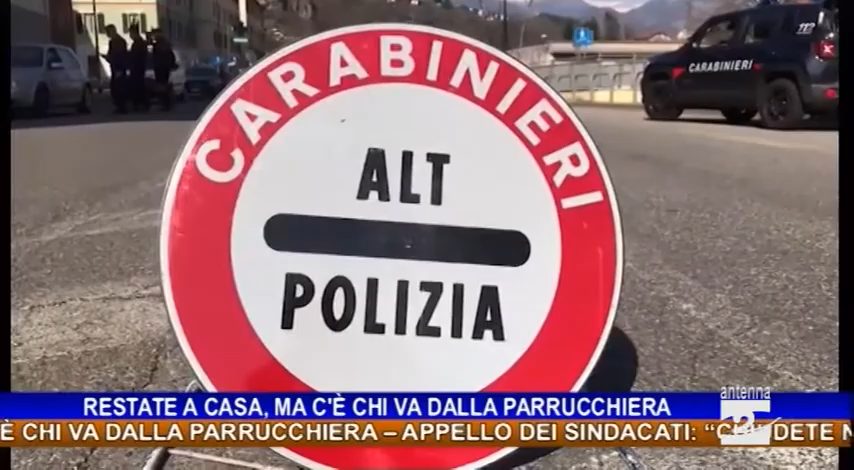 CARABINIERI
112
CARABINIERI
ALT
POLIZIA
antenna
RESTATE A CASA, MA C'È CHI VA DALLA PARRUCCHIERA
È CHI VA DALLA PARRUCCHIERA – APPELLO DEI SINDACATI: